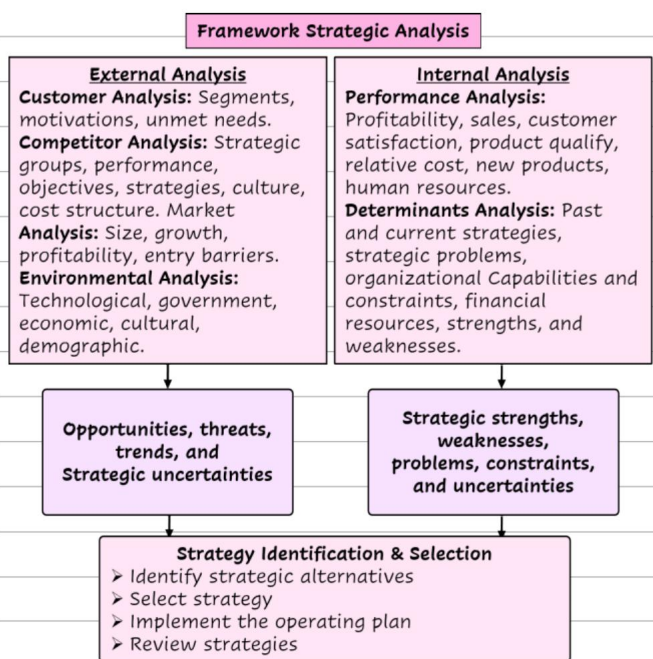 Framework Strategic Analysis
External Analysis
Customer Analysis: Segments,
motivations, unmet needs.
Competitor Analysis: Strategic
groups, performance,
objectives, strategies, culture,
cost structure. Market
Analysis: Size, growth,
profitability, entry barriers.
Environmental Analysis:
Technological, government,
economic, cultural,
demographic.
Internal Analysis
Performance Analysis:
Profitability, sales, customer
satisfaction, product qualify,
relative cost, new products,
human resources.
Determinants Analysis: Past
and current strategies,
strategic problems,
organizational Capabilities and
constraints, financial
resources, strengths, and
weaknesses.
Opportunities, threats,
trends, and
Strategic uncertainties
Strategic strengths,
weaknesses,
problems, constraints,
and uncertainties
Strategy Identification & Selection
➢ Identify strategic alternatives
➢ Select strategy
➢ Implement the operating plan
➢ Review strategies